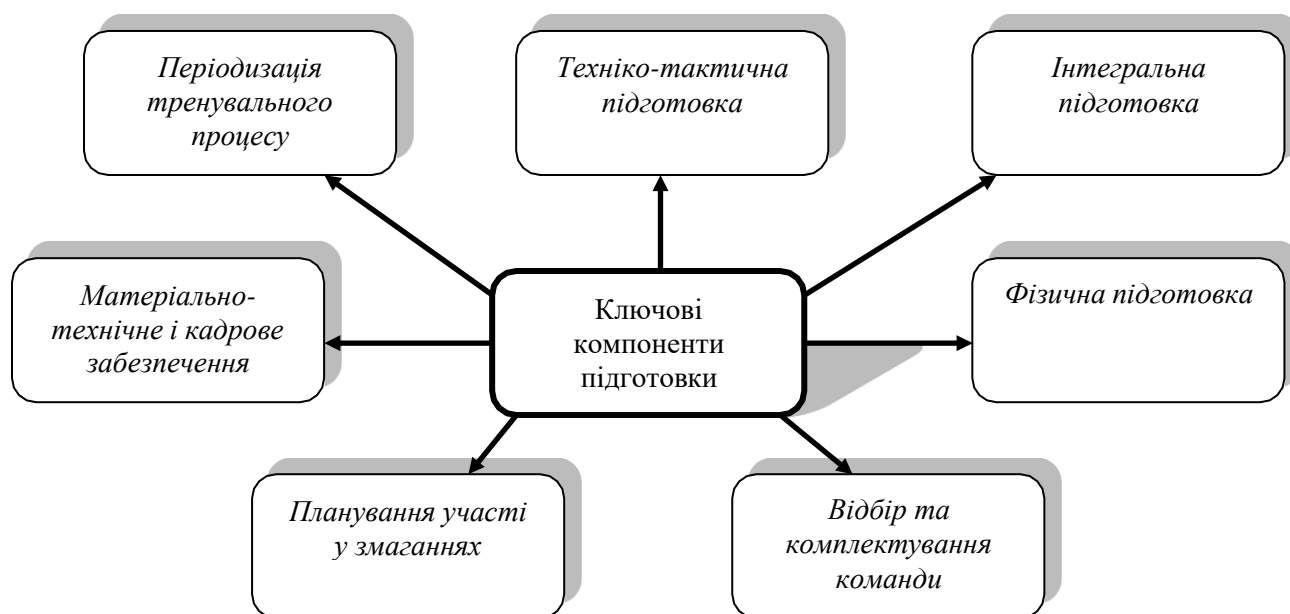 Періодизація
тренувального
процесу
Техніко-тактична
підготовка
Інтегральна
підготовка
Матеріально-
технічне і кадрове
забезпечення
Ключові
компоненти
підготовки
Фізична підготовка
Планування участі
у змаганнях
Відбір та
комплектування
команди